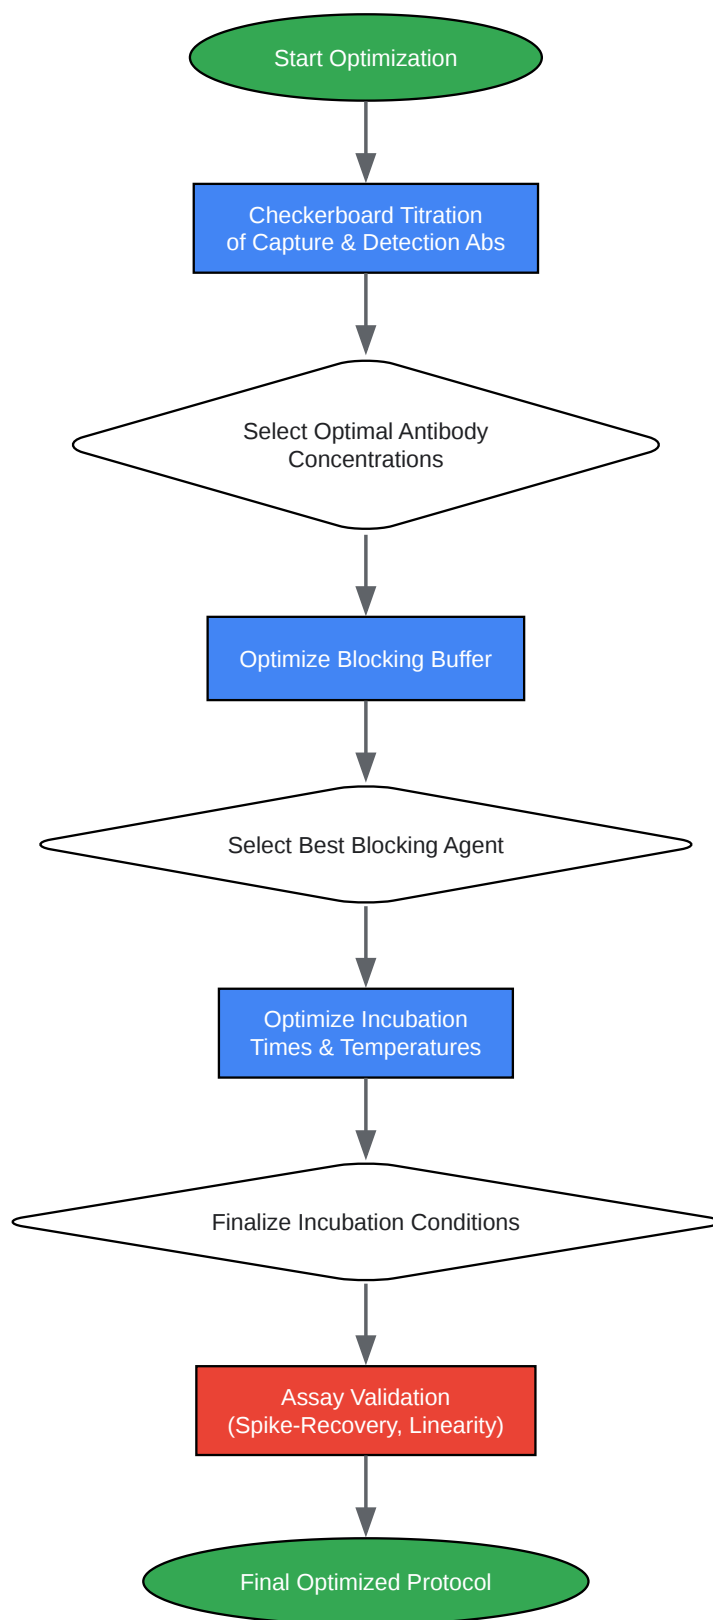 Start Optimization
Checkerboard Titration
of Capture & Detection Abs
Select Optimal Antibody
Concentrations
Optimize Blocking Buffer
Select Best Blocking Agent
Optimize Incubation
Times & Temperatures
Finalize Incubation Conditions
Assay Validation
(Spike-Recovery, Linearity)
Final Optimized Protocol